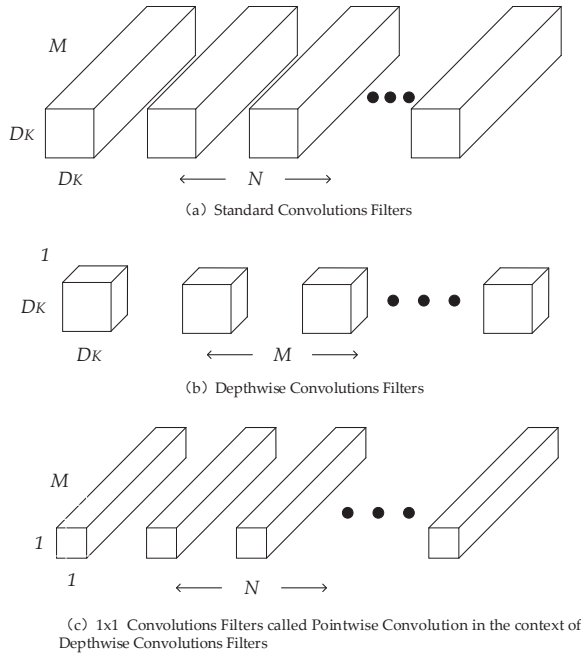 M
DK
DK
N
(a) Standard Convolutions Filters
1
DK
DK
M
(b) Depthwise Convolutions Filters
M
1
1
N
(c) 1x1 Convolutions Filters called Pointwise Convolution in the context of
Depthwise Convolutions Filters